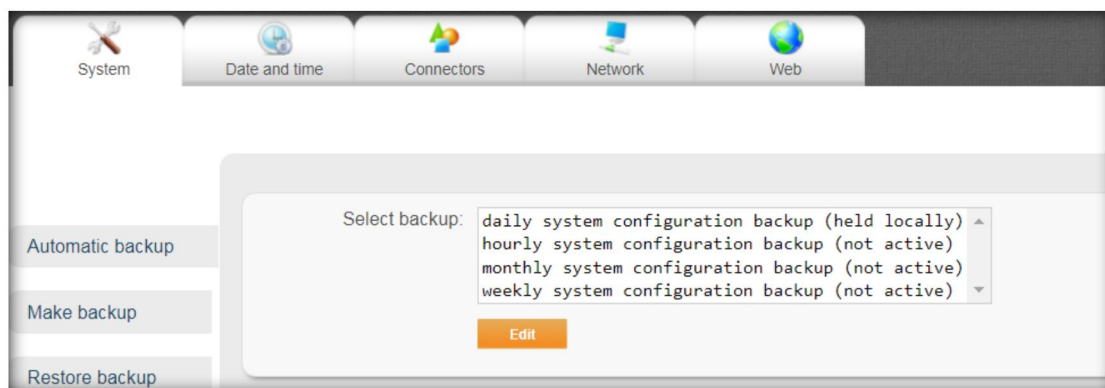 System
Date and time
Connectors
Network
Web
Select backup:
daily system configuration backup (held locally)
hourly system configuration backup (not active)
monthly system configuration backup (not active)
weekly system configuration backup (not active)
Edit
Automatic backup
Make backup
Restore backup